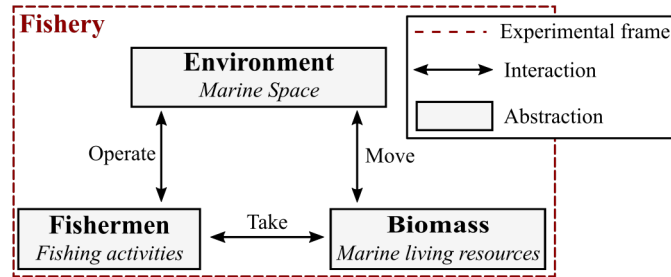 Fishery
Environment
Marine Space
Operate
Move
Fishermen
Fishing activities
Take
Biomass
Marine living resources
Experimental frame
Interaction
Abstraction